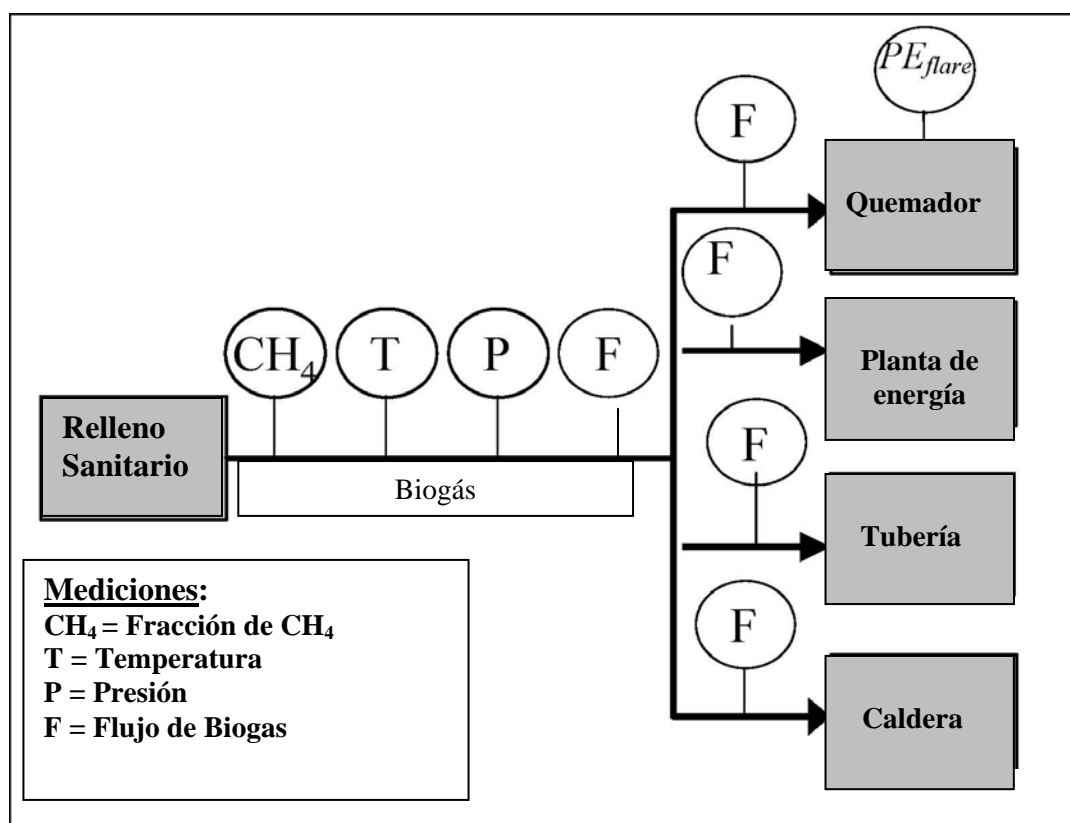 PE_flare
F
Quemador
F
Planta de
energía
CH₄
T
P
F
Relleno
Sanitario
Biogás
F
Tubería
F
Caldera
Mediciones:
CH₄ = Fracción de CH₄
T = Temperatura
P = Presión
F = Flujo de Biogas